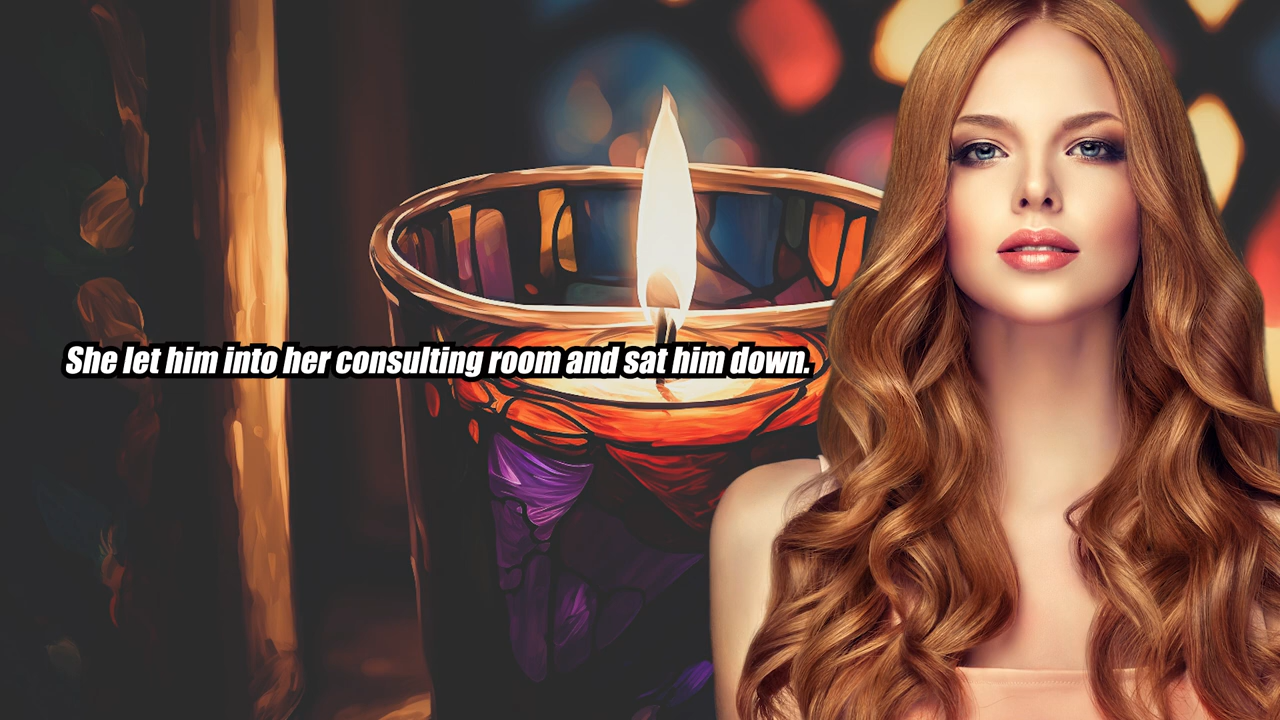 She let him into her consulting room and sat him down.